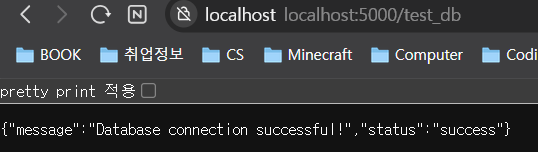 localhost localhost:5000/test_db
BOOK 취업정보 CS Minecraft Computer Codi
pretty print 적용
{"message":"Database connection successful!","status":"success"}